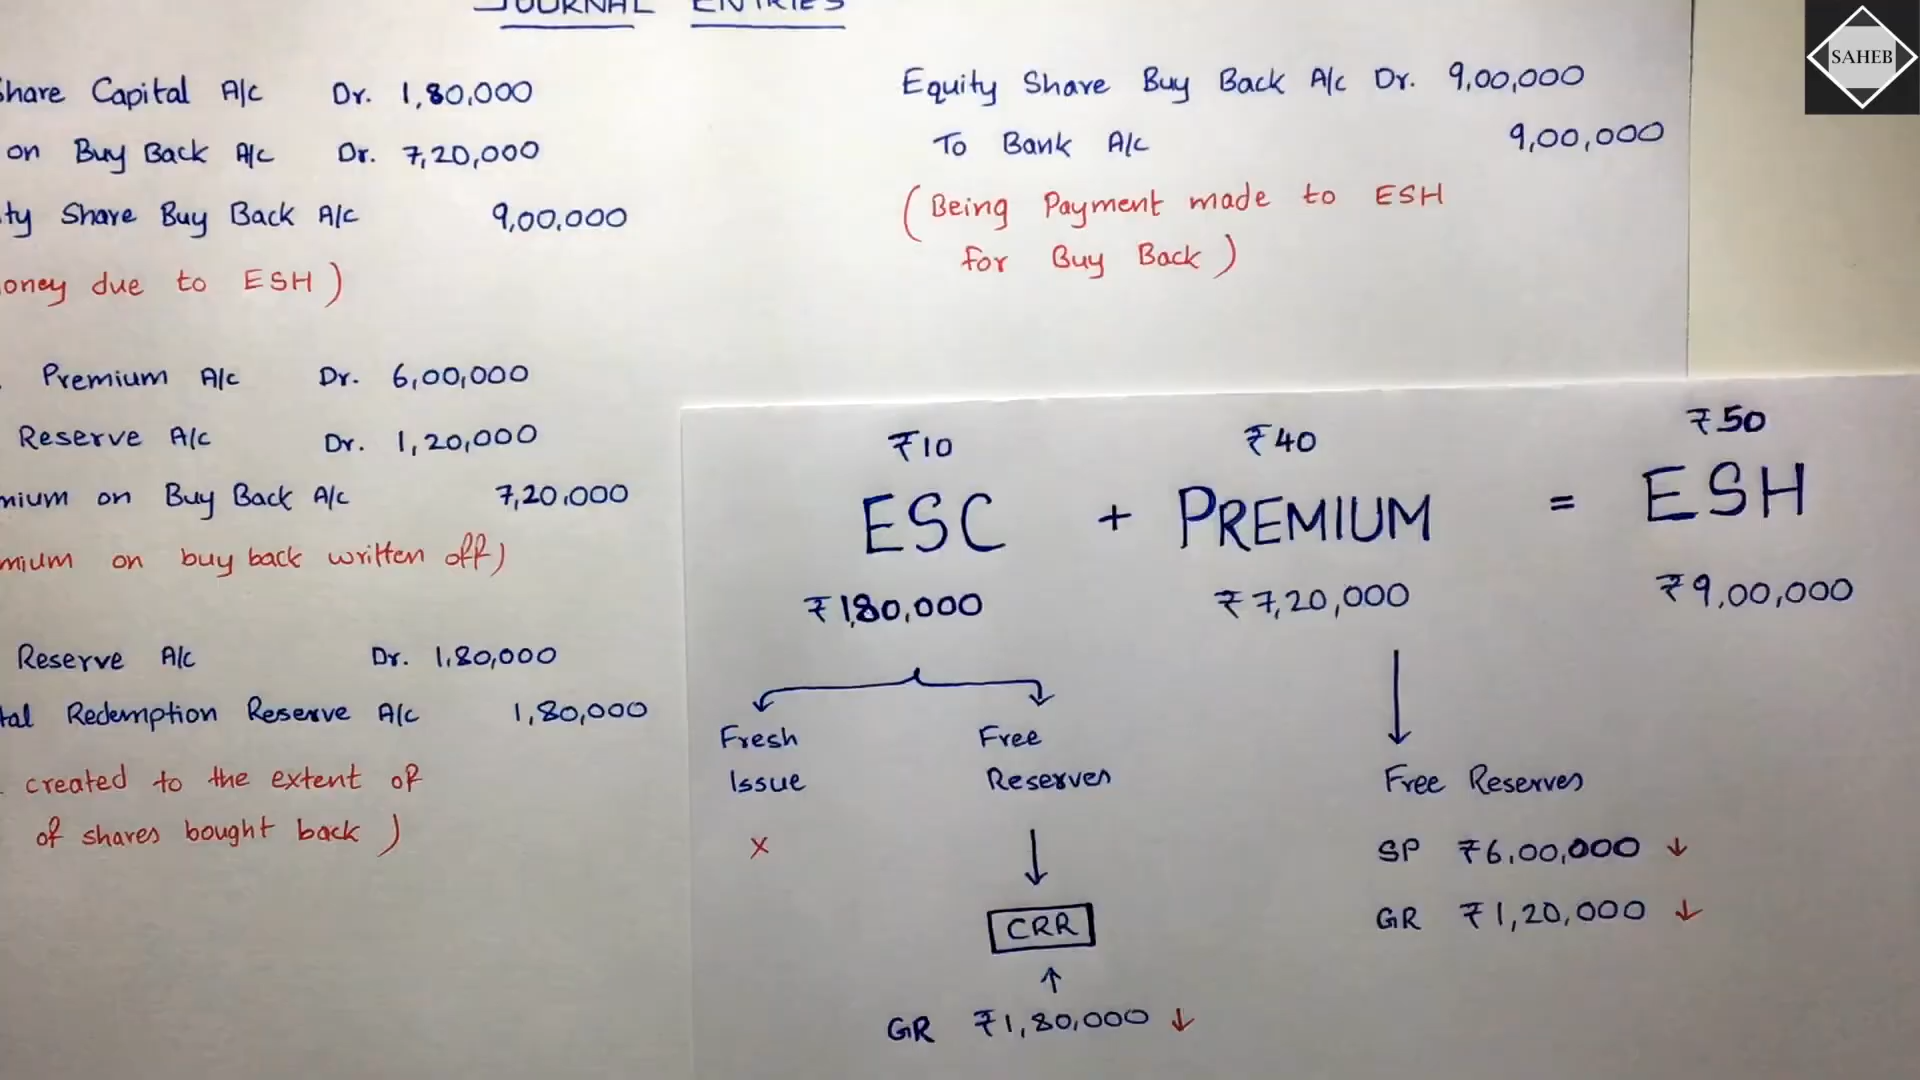 JOURNAL ENTRIES
Share Capital A/c Dr. 1,80,000
on Buy Back A/c Dr. 7,20,000
ty Share Buy Back A/c 9,00,000
oney due to ESH)
Premium A/c Dr. 6,00,000
Reserve A/c Dr. 1,20,000
mium on Buy Back A/c 7,20,000
mium on buy back written off)
Reserve A/c Dr. 1,80,000
tal Redemption Reserve A/c 1,80,000
created to the extent of
of shares bought back)
Equity Share Buy Back A/c Dr. 9,00,000
To Bank A/c 9,00,000
(Being Payment made to ESH
for Buy Back)
₹10 ₹40 ₹50
ESC + PREMIUM = ESH
₹1,80,000 ₹7,20,000 ₹9,00,000
Fresh Free
Issue Reserves
x
CRR
GR ₹1,80,000 ↓
Free Reserves
SP ₹6,00,000 ↓
GR ₹1,20,000 ↓
SAHEB